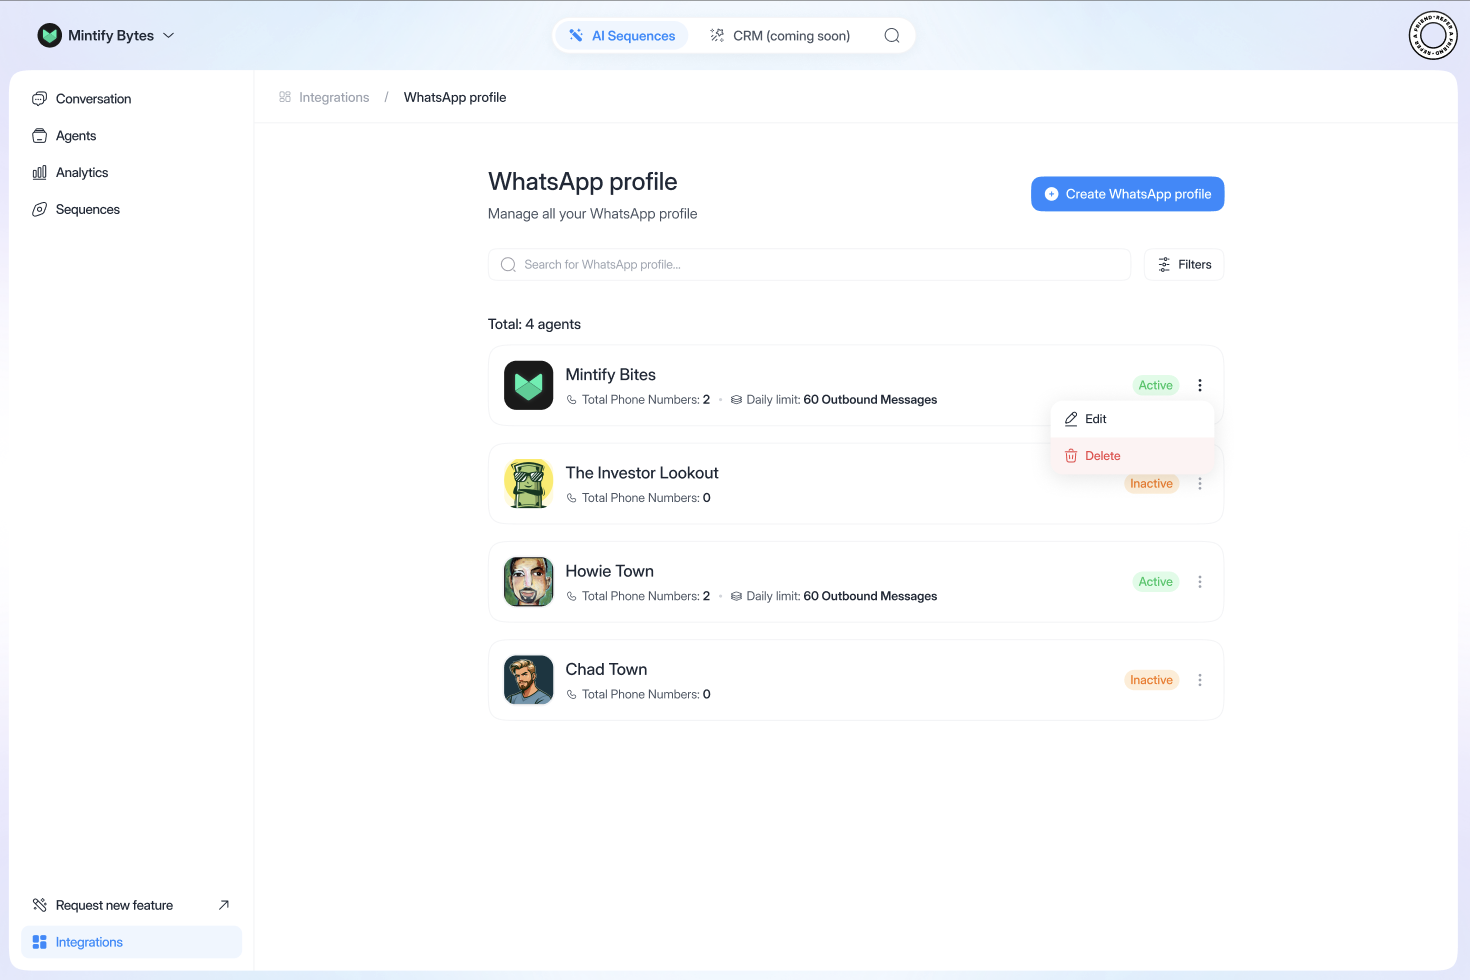 Mintify Bytes
AI Sequences
CRM (coming soon)
REFER A FRIEND • REFER A FRIEND •
Conversation
Agents
Analytics
Sequences
Request new feature
Integrations
Integrations / WhatsApp profile
WhatsApp profile
Manage all your WhatsApp profile
Create WhatsApp profile
Search for WhatsApp profile...
Filters
Total: 4 agents
Mintify Bites
Total Phone Numbers: 2 • Daily limit: 60 Outbound Messages
Active
Edit
Delete
The Investor Lookout
Total Phone Numbers: 0
Inactive
Howie Town
Total Phone Numbers: 2 • Daily limit: 60 Outbound Messages
Active
Chad Town
Total Phone Numbers: 0
Inactive